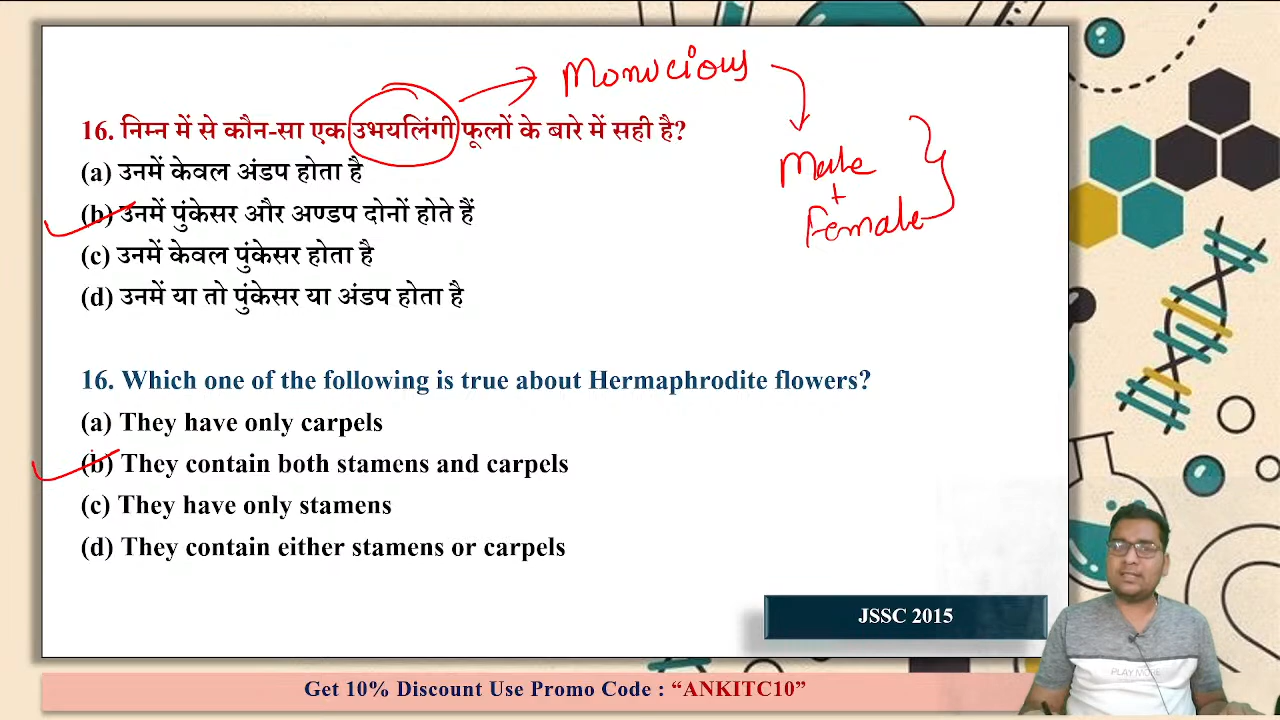 Monocious
16. निम्न में से कौन-सा एक उभयलिंगी फूलों के बारे में सही है?
(a) उनमें केवल अंडप होता है
(b) उनमें पुंकेसर और अण्डप दोनों होते हैं
(c) उनमें केवल पुंकेसर होता है
(d) उनमें या तो पुंकेसर या अंडप होता है
Male
+
Female
16. Which one of the following is true about Hermaphrodite flowers?
(a) They have only carpels
(b) They contain both stamens and carpels
(c) They have only stamens
(d) They contain either stamens or carpels
JSSC 2015
PLAY MORE
Get 10% Discount Use Promo Code : “ANKITC10”